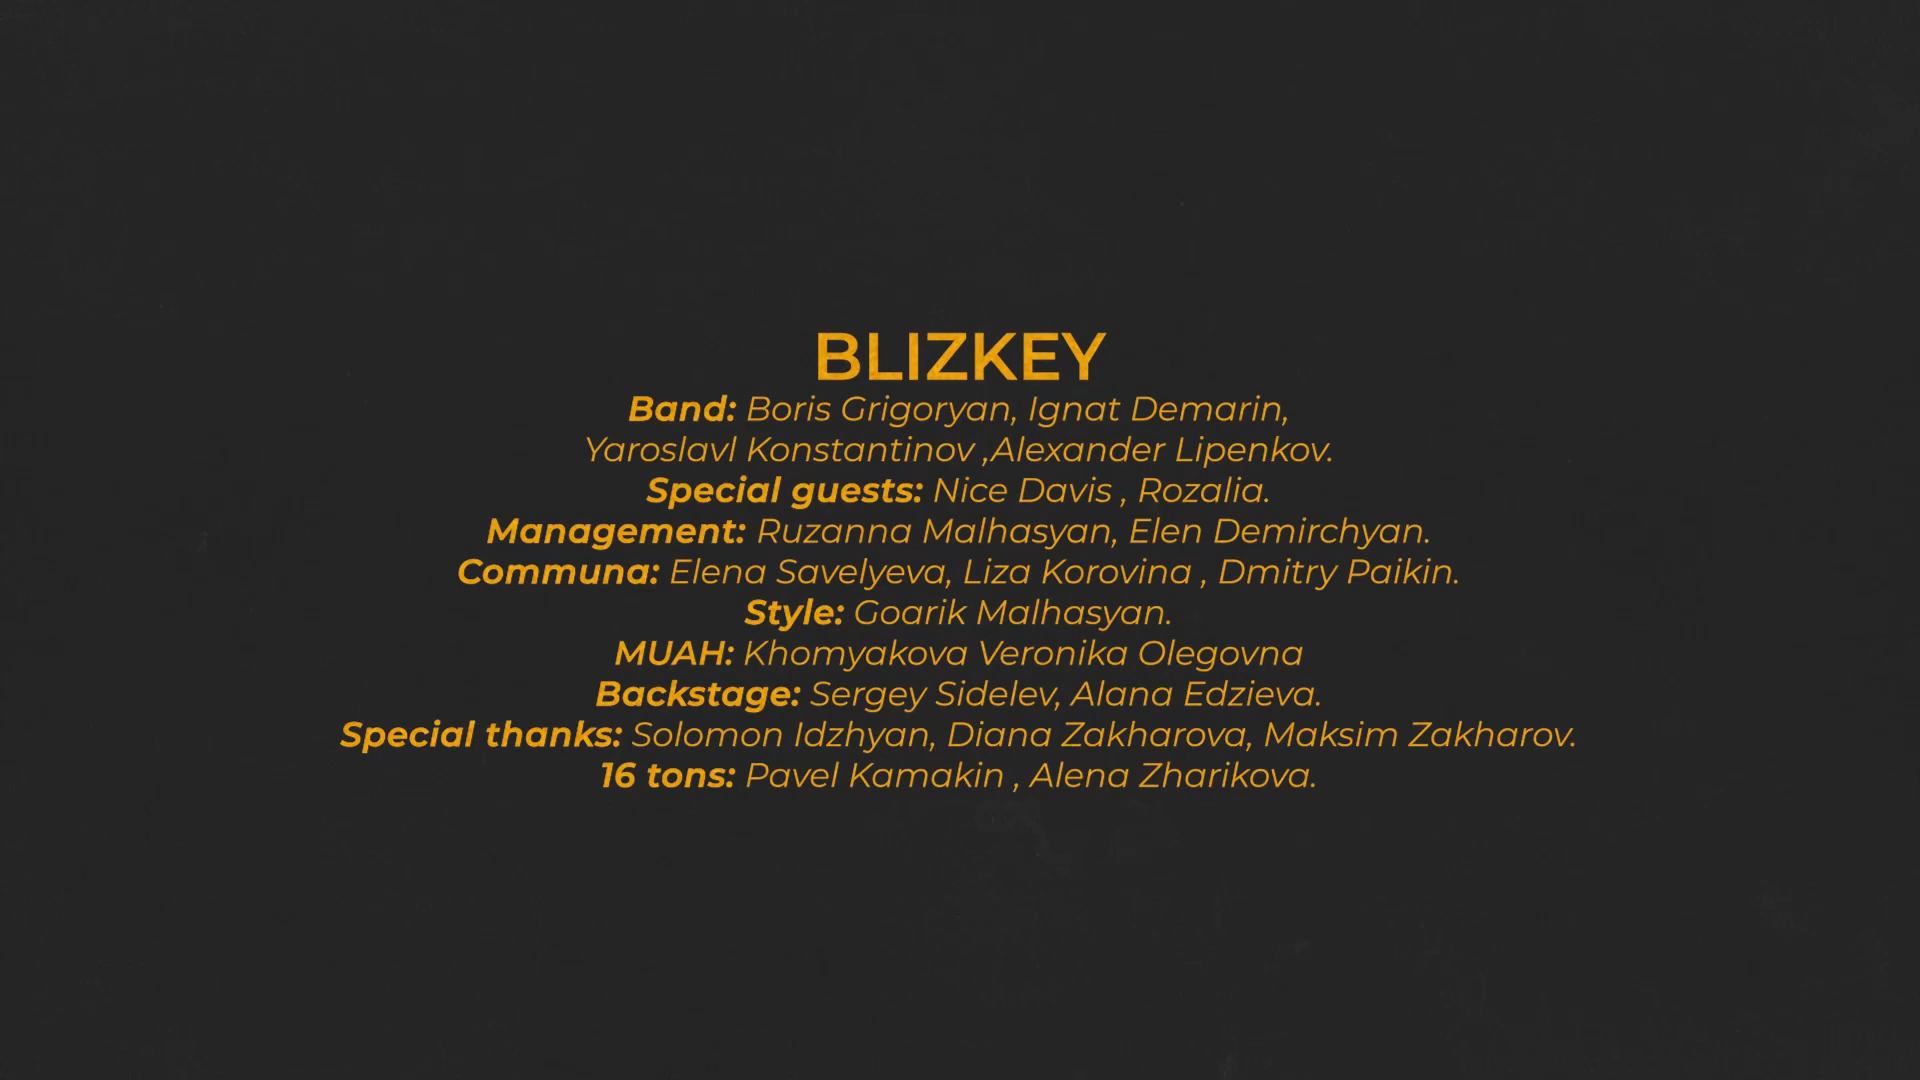 BLIZKEY
Band: Boris Grigoryan, Ignat Demarin,
Yaroslavl Konstantinov ,Alexander Lipenkov.
Special guests: Nice Davis , Rozalia.
Management: Ruzanna Malhasyan, Elen Demirchyan.
Communa: Elena Savelyeva, Liza Korovina , Dmitry Paikin.
Style: Goarik Malhasyan.
MUAH: Khomyakova Veronika Olegovna
Backstage: Sergey Sidelev, Alana Edzieva.
Special thanks: Solomon Idzhyan, Diana Zakharova, Maksim Zakharov.
16 tons: Pavel Kamakin , Alena Zharikova.